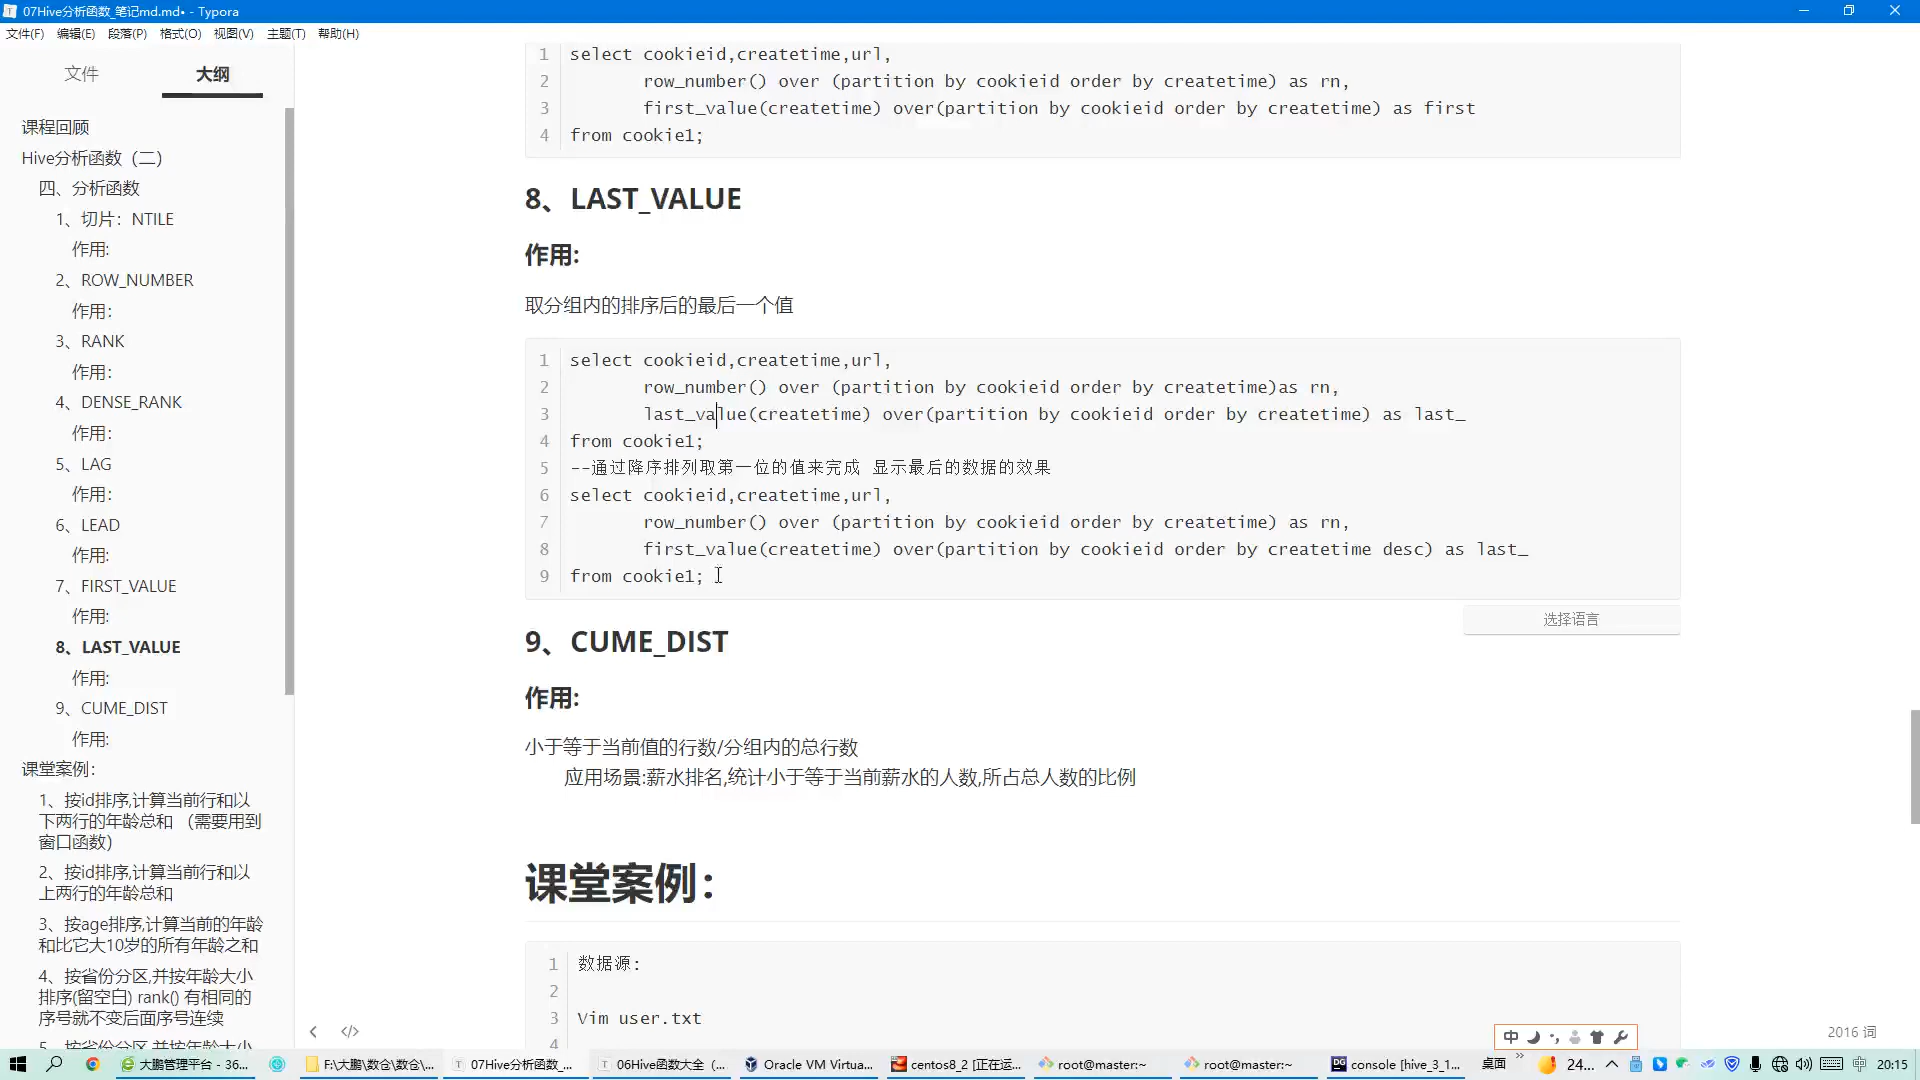 07Hive分析函数_笔记md.md• - Typora
文件(F) 编辑(E) 段落(P) 格式(O) 视图(V) 主题(T) 帮助(H)
文件 大纲
课程回顾
Hive分析函数（二）
四、分析函数
1、切片：NTILE
作用:
2、ROW_NUMBER
作用:
3、RANK
作用:
4、DENSE_RANK
作用:
5、LAG
作用:
6、LEAD
作用:
7、FIRST_VALUE
作用:
8、LAST_VALUE
作用:
9、CUME_DIST
作用:
课堂案例：
1、按id排序,计算当前行和以
下两行的年龄总和 （需要用到
窗口函数）
2、按id排序,计算当前行和以
上两行的年龄总和
3、按age排序,计算当前的年龄
和比它大10岁的所有年龄之和
4、按省份分区,并按年龄大小
排序(留空白) rank() 有相同的
序号就不变后面序号连续
5、按省份分区,并按年龄大小
1 select cookieid,createtime,url,
2 row_number() over (partition by cookieid order by createtime) as rn,
3 first_value(createtime) over(partition by cookieid order by createtime) as first
4 from cookie1;
8、LAST_VALUE
作用:
取分组内的排序后的最后一个值
1 select cookieid,createtime,url,
2 row_number() over (partition by cookieid order by createtime)as rn,
3 last_value(createtime) over(partition by cookieid order by createtime) as last_
4 from cookie1;
5 --通过降序排列取第一位的值来完成 显示最后的数据的效果
6 select cookieid,createtime,url,
7 row_number() over (partition by cookieid order by createtime) as rn,
8 first_value(createtime) over(partition by cookieid order by createtime desc) as last_
9 from cookie1;
选择语言
9、CUME_DIST
作用:
小于等于当前值的行数/分组内的总行数
应用场景:薪水排名,统计小于等于当前薪水的人数,所占总人数的比例
课堂案例：
1 数据源:
2
3 Vim user.txt
4
</>
中
2016 词
大鹏管理平台 - 36... F:\大鹏\数仓\数仓\... 07Hive分析函数_... 06Hive函数大全（... Oracle VM Virtua... centos8_2 [正在运... root@master:~ root@master:~ console [hive_3_1... 桌面 24... 中 20:15